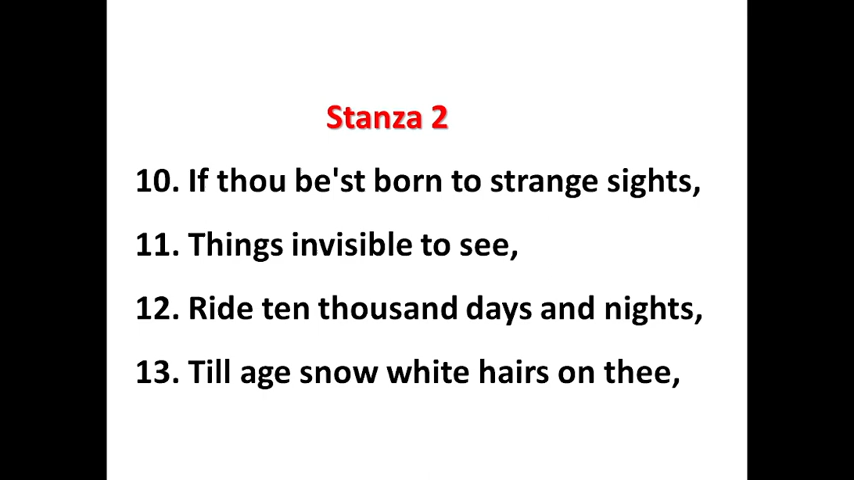 Stanza 2
10. If thou be'st born to strange sights,
11. Things invisible to see,
12. Ride ten thousand days and nights,
13. Till age snow white hairs on thee,